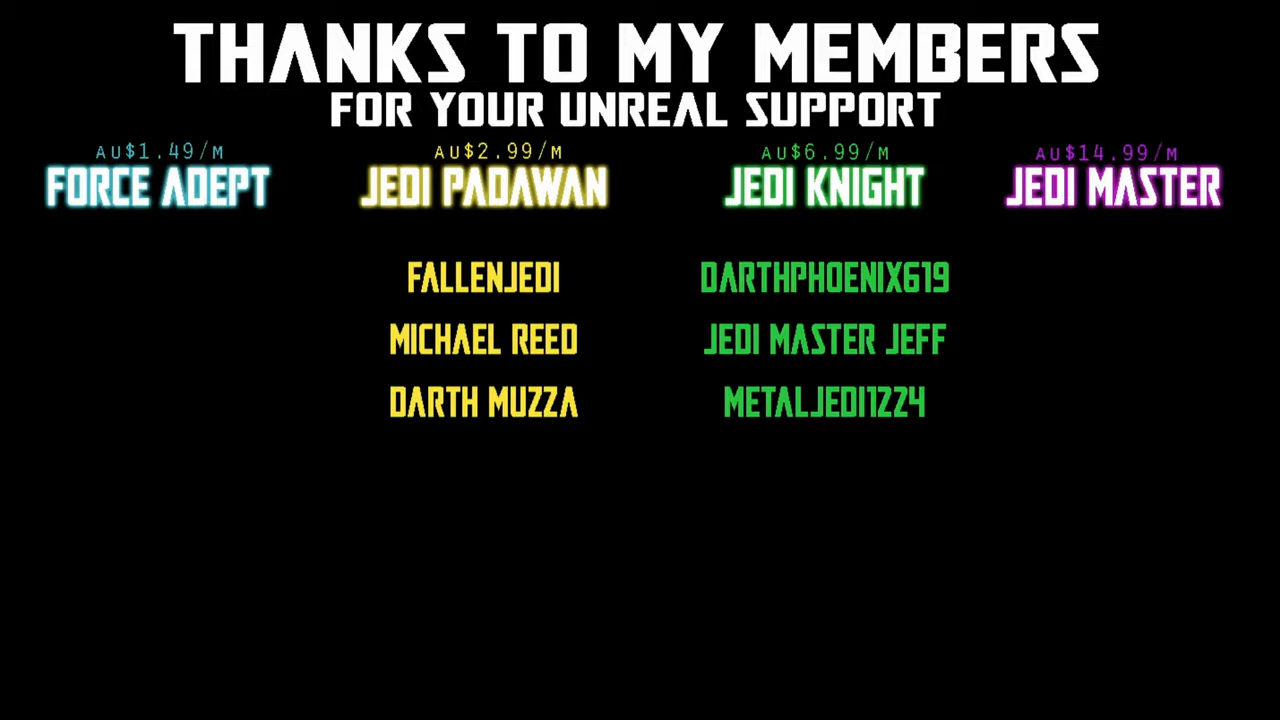 THANKS TO MY MEMBERS
FOR YOUR UNREAL SUPPORT
AU$1.49/M AU$2.99/M AU$6.99/M AU$14.99/M
FORCE ADEPT JEDI PADAWAN JEDI KNIGHT JEDI MASTER
FALLENJEDI DARTHPHOENIX619
MICHAEL REED JEDI MASTER JEFF
DARTH MUZZA METALJEDI1224